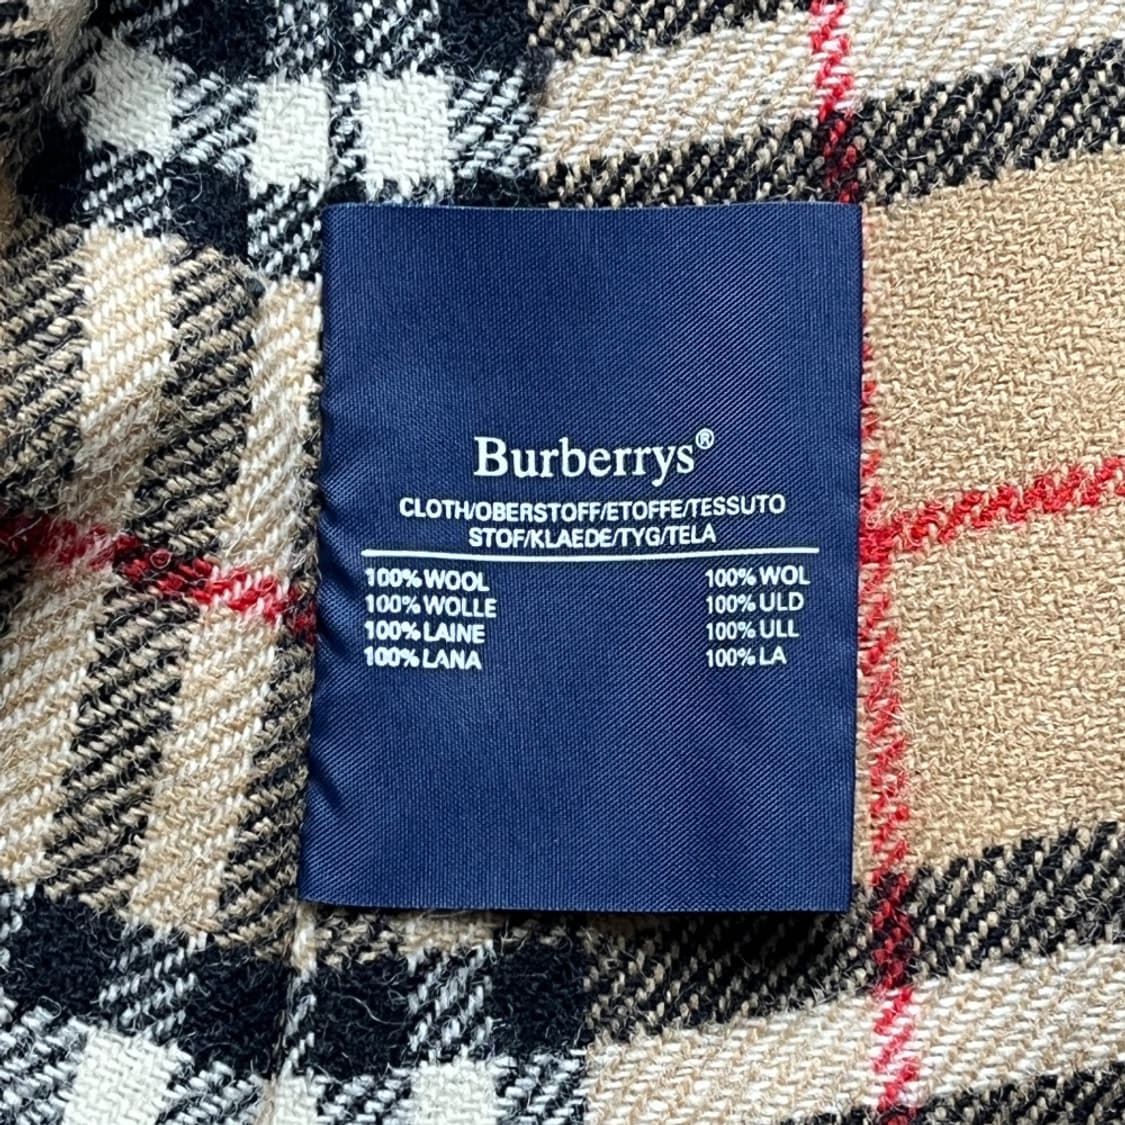 Burberrys®
CLOTH/OBERSTOFF/ETOFFE/TESSUTO
STOF/KLAEDE/TYG/TELA
100% WOOL 100% WOL
100% WOLLE 100% ULD
100% LAINE 100% ULL
100% LANA 100% LA